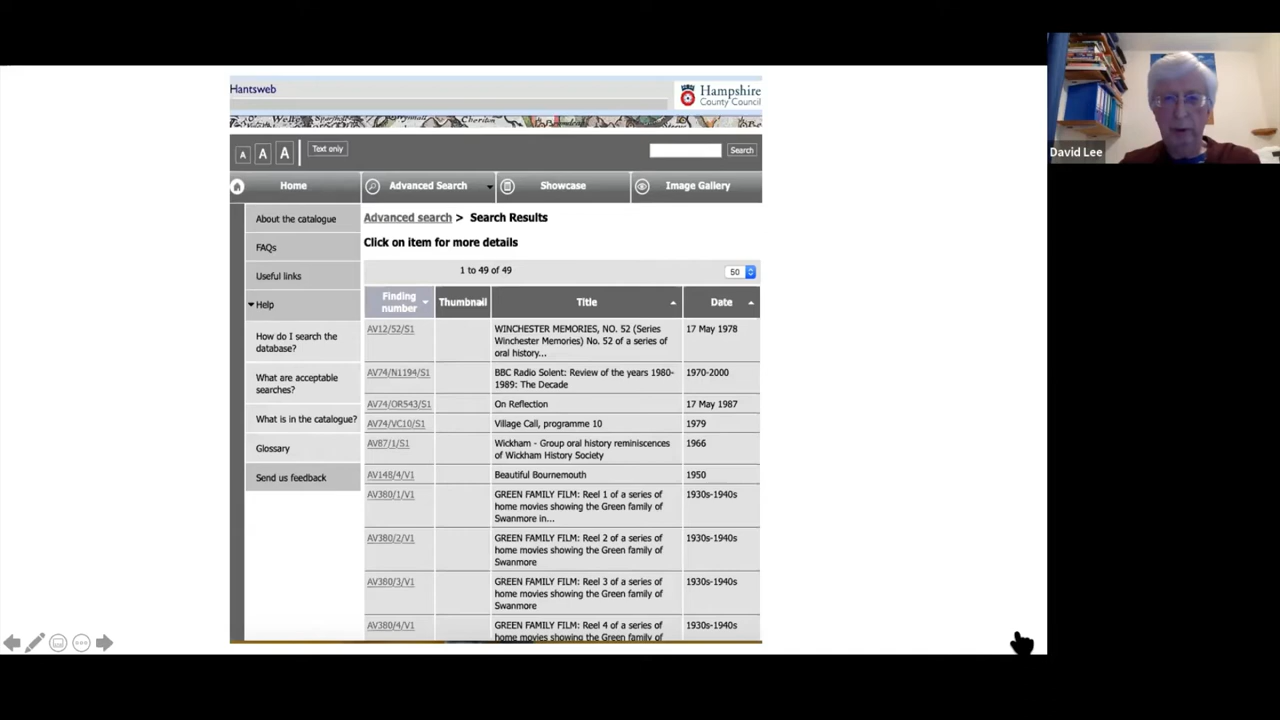 Hantsweb
Hampshire
County Council
A A A
Text only
Search
Home
Advanced Search
Showcase
Image Gallery
About the catalogue
FAQs
Useful links
Help
How do I search the
database?
What are acceptable
searches?
What is in the catalogue?
Glossary
Send us feedback
Advanced search > Search Results
Click on item for more details
1 to 49 of 49
50
Finding
number
Thumbnail
Title
Date
AV12/52/S1
WINCHESTER MEMORIES, NO. 52 (Series
Winchester Memories) No. 52 of a series of
oral history...
17 May 1978
AV74/N1194/S1
BBC Radio Solent: Review of the years 1980-
1989: The Decade
1970-2000
AV74/OR543/S1
On Reflection
17 May 1987
AV74/VC10/S1
Village Call, programme 10
1979
AV87/1/S1
Wickham - Group oral history reminiscences
of Wickham History Society
1966
AV148/4/V1
Beautiful Bournemouth
1950
AV380/1/V1
GREEN FAMILY FILM: Reel 1 of a series of
home movies showing the Green family of
Swanmore in...
1930s-1940s
AV380/2/V1
GREEN FAMILY FILM: Reel 2 of a series of
home movies showing the Green family of
Swanmore
1930s-1940s
AV380/3/V1
GREEN FAMILY FILM: Reel 3 of a series of
home movies showing the Green family of
Swanmore
1930s-1940s
AV380/4/V1
GREEN FAMILY FILM: Reel 4 of a series of
home movies showing the Green family of
1930s-1940s
David Lee